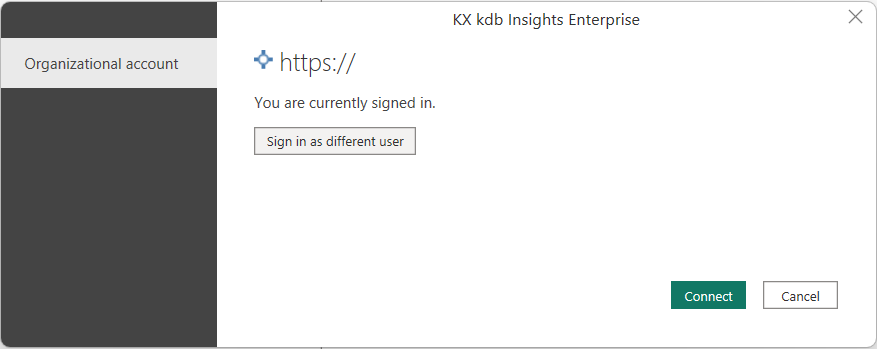 KX kdb Insights Enterprise
Organizational account
https://
You are currently signed in.
Sign in as different user
Connect
Cancel